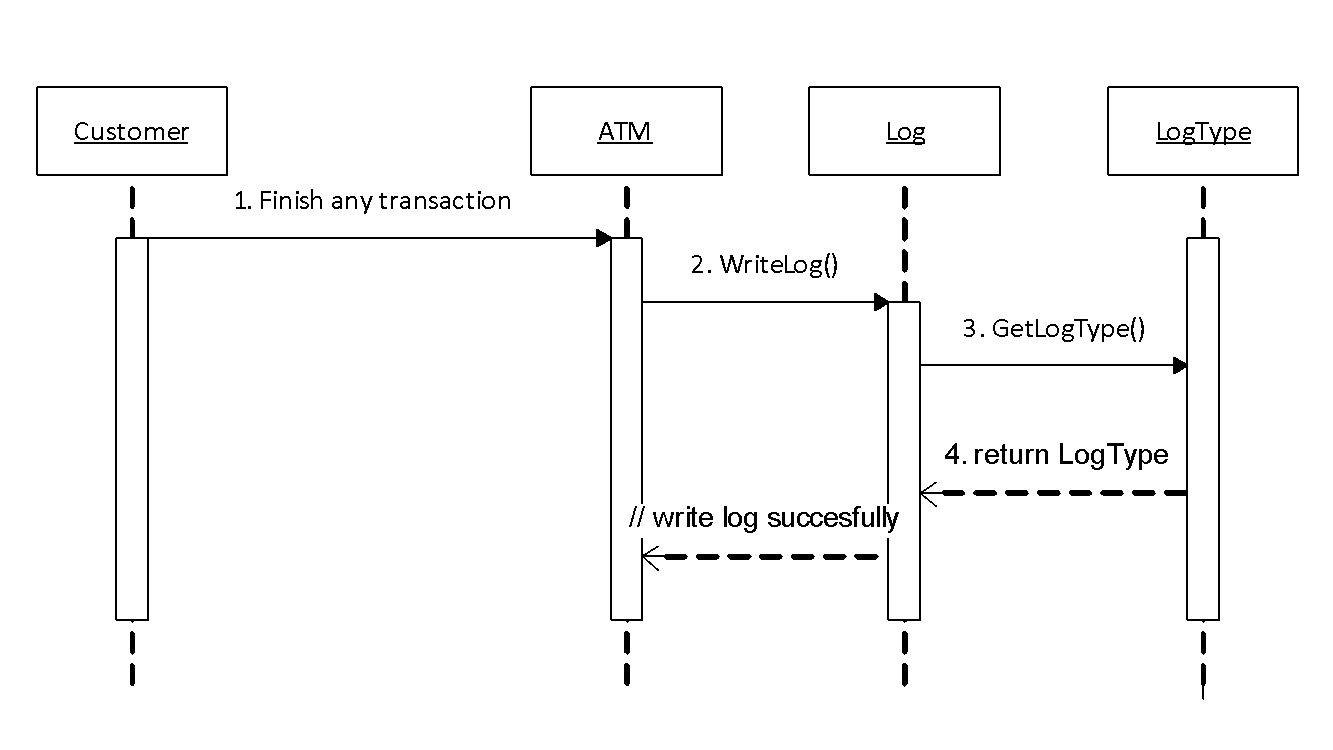 Customer
ATM
Log
LogType
1. Finish any transaction
2. WriteLog()
3. GetLogType()
4. return LogType
// write log succesfully